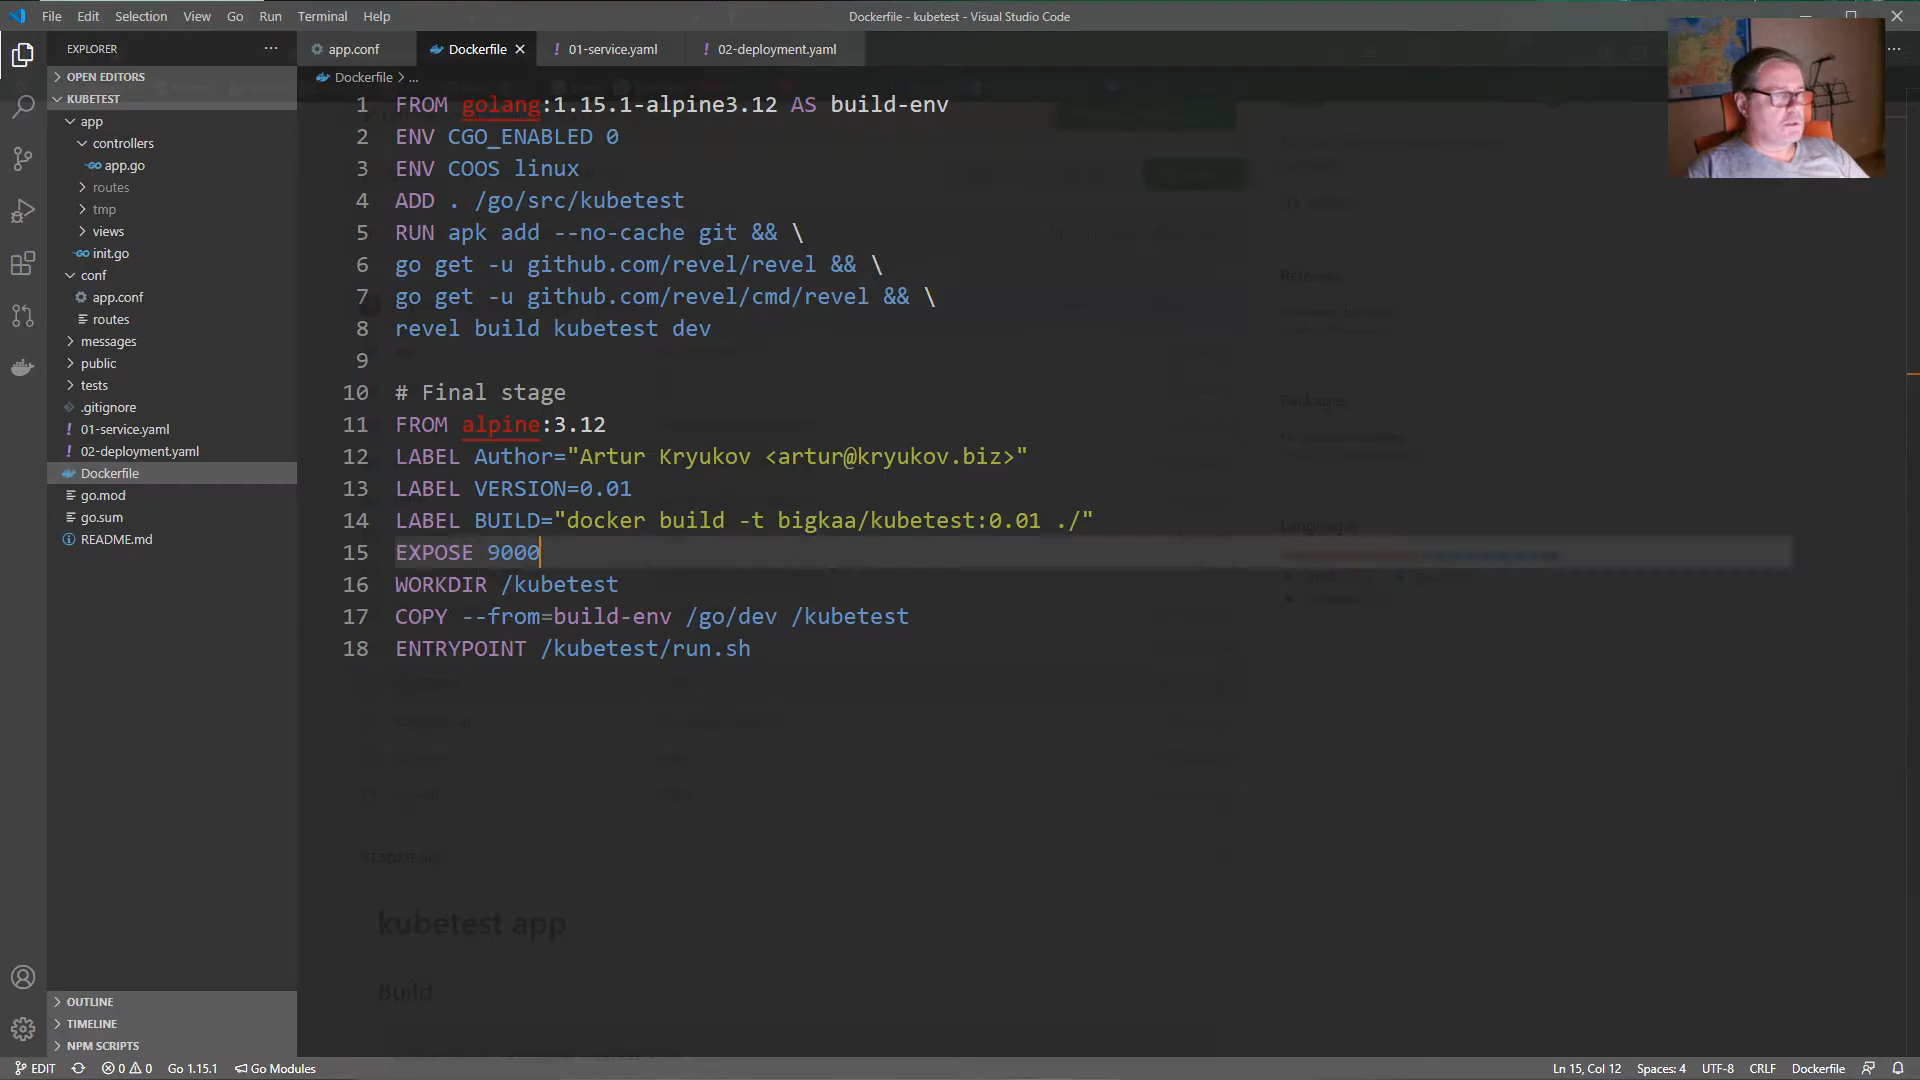 File Edit Selection View Go Run Terminal Help
Dockerfile - kubetest - Visual Studio Code
EXPLORER
app.conf
Dockerfile
01-service.yaml
02-deployment.yaml
OPEN EDITORS
KUBETEST
app
controllers
app.go
routes
tmp
views
init.go
conf
app.conf
routes
messages
public
tests
.gitignore
01-service.yaml
02-deployment.yaml
Dockerfile
go.mod
go.sum
README.md
OUTLINE
TIMELINE
NPM SCRIPTS
Dockerfile > ...
1 FROM golang:1.15.1-alpine3.12 AS build-env
2 ENV CGO_ENABLED 0
3 ENV COOS linux
4 ADD . /go/src/kubetest
5 RUN apk add --no-cache git && \
6 go get -u github.com/revel/revel && \
7 go get -u github.com/revel/cmd/revel && \
8 revel build kubetest dev
9
10 # Final stage
11 FROM alpine:3.12
12 LABEL Author="Artur Kryukov <artur@kryukov.biz>"
13 LABEL VERSION=0.01
14 LABEL BUILD="docker build -t bigkaa/kubetest:0.01 ./"
15 EXPOSE 9000
16 WORKDIR /kubetest
17 COPY --from=build-env /go/dev /kubetest
18 ENTRYPOINT /kubetest/run.sh
Releases
Packages
Languages
kubetest app
Build
EDIT 0 0 Go 1.15.1 Go Modules
Ln 15, Col 12 Spaces: 4 UTF-8 CRLF Dockerfile